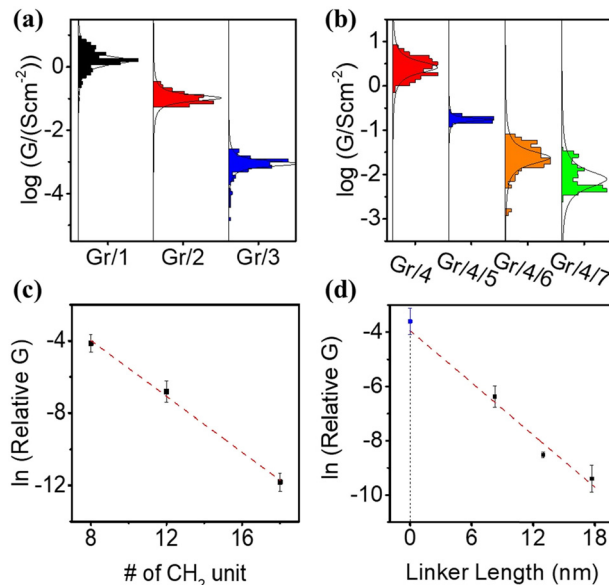 (a)
log (G/(Scm⁻²))
0
-2
-4
Gr/1
Gr/2
Gr/3
(b)
log (G/Scm⁻²)
1
0
-1
-2
-3
Gr/4
Gr/4/5
Gr/4/6
Gr/4/7
(c)
ln (Relative G)
-4
-8
-12
8
12
16
# of CH₂ unit
(d)
ln (Relative G)
-4
-6
-8
-10
0
6
12
18
Linker Length (nm)